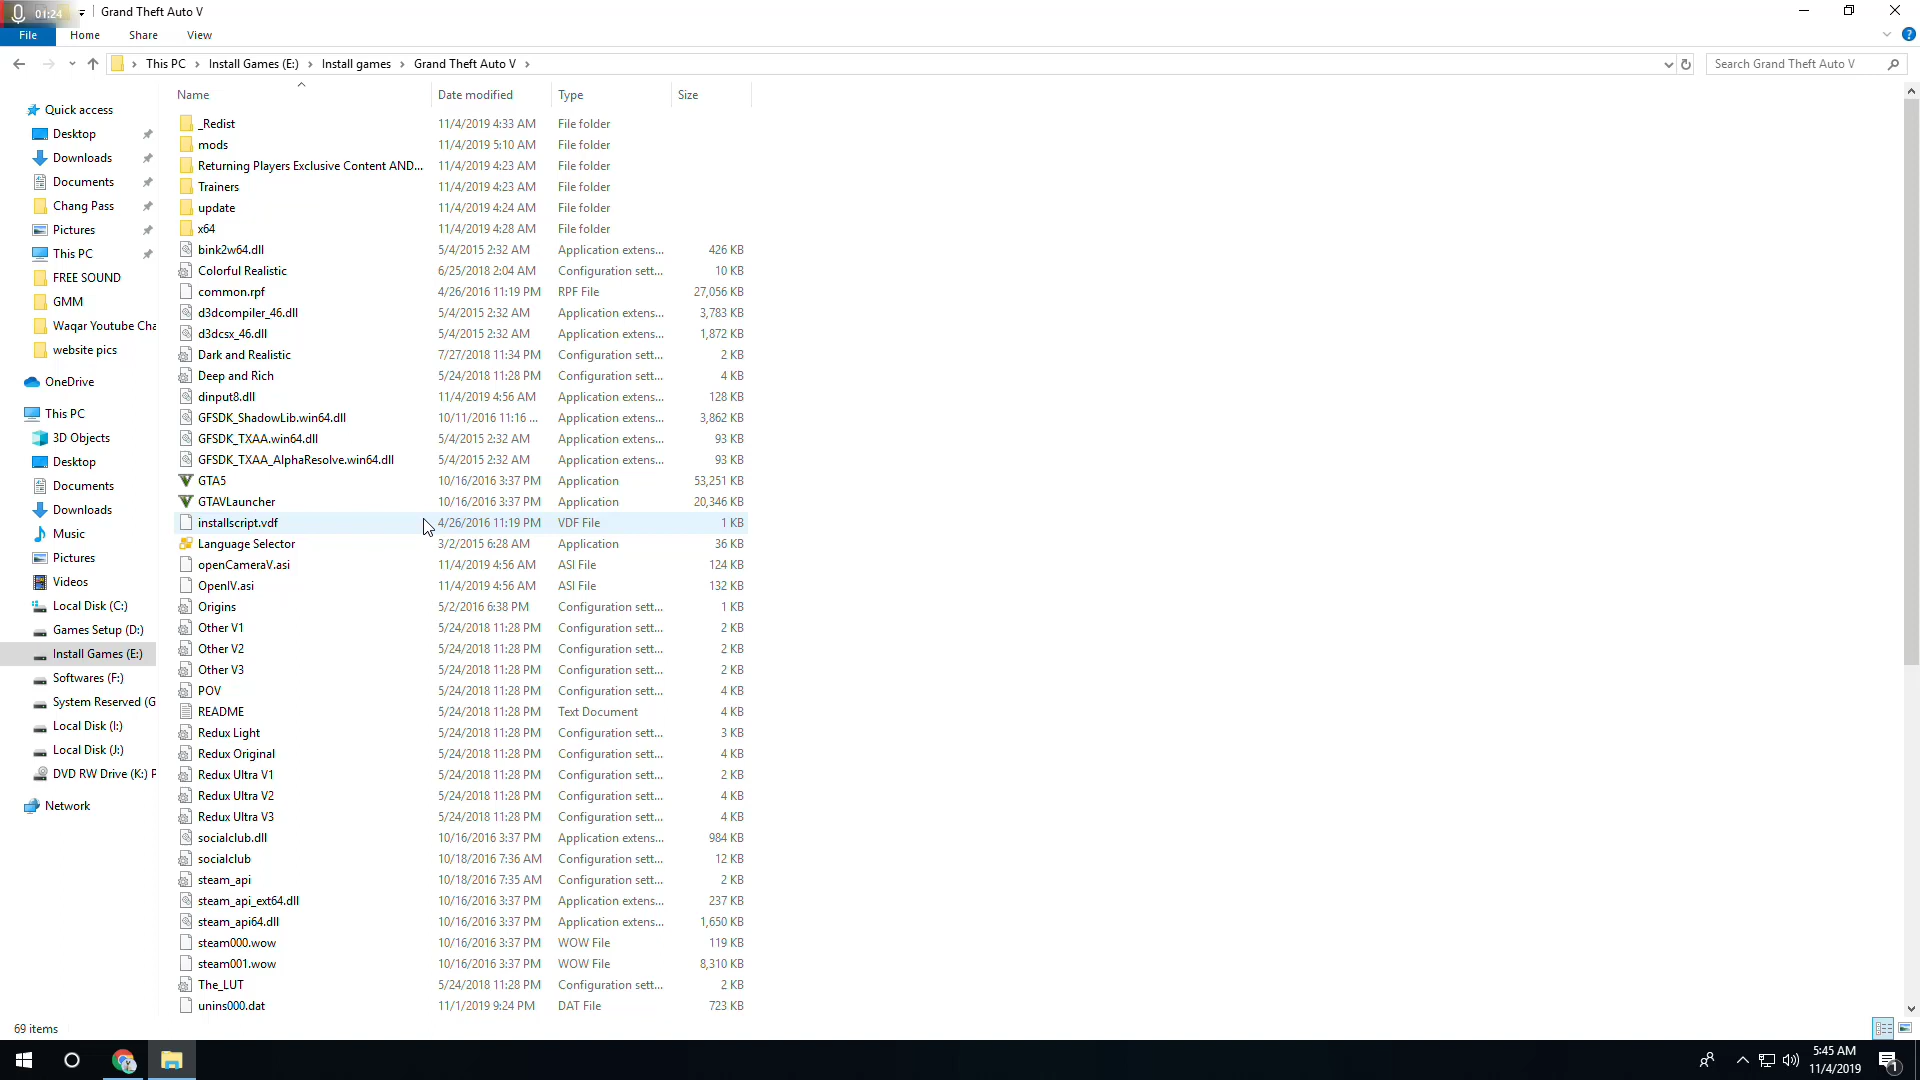 01:24
Grand Theft Auto V
File Home Share View
This PC Install Games (E:) Install games Grand Theft Auto V
Search Grand Theft Auto V
Name Date modified Type Size
Quick access
Desktop
Downloads
Documents
Chang Pass
Pictures
This PC
FREE SOUND
GMM
Waqar Youtube Cha
website pics
OneDrive
This PC
3D Objects
Desktop
Documents
Downloads
Music
Pictures
Videos
Local Disk (C:)
Games Setup (D:)
Install Games (E:)
Softwares (F:)
System Reserved (G
Local Disk (I:)
Local Disk (J:)
DVD RW Drive (K:) P
Network
_Redist 11/4/2019 4:33 AM File folder
mods 11/4/2019 5:10 AM File folder
Returning Players Exclusive Content AND... 11/4/2019 4:23 AM File folder
Trainers 11/4/2019 4:23 AM File folder
update 11/4/2019 4:24 AM File folder
x64 11/4/2019 4:28 AM File folder
bink2w64.dll 5/4/2015 2:32 AM Application extens... 426 KB
Colorful Realistic 6/25/2018 2:04 AM Configuration sett... 10 KB
common.rpf 4/26/2016 11:19 PM RPF File 27,056 KB
d3dcompiler_46.dll 5/4/2015 2:32 AM Application extens... 3,783 KB
d3dcsx_46.dll 5/4/2015 2:32 AM Application extens... 1,872 KB
Dark and Realistic 7/27/2018 11:34 PM Configuration sett... 2 KB
Deep and Rich 5/24/2018 11:28 PM Configuration sett... 4 KB
dinput8.dll 11/4/2019 4:56 AM Application extens... 128 KB
GFSDK_ShadowLib.win64.dll 10/11/2016 11:16 ... Application extens... 3,862 KB
GFSDK_TXAA.win64.dll 5/4/2015 2:32 AM Application extens... 93 KB
GFSDK_TXAA_AlphaResolve.win64.dll 5/4/2015 2:32 AM Application extens... 93 KB
GTA5 10/16/2016 3:37 PM Application 53,251 KB
GTAVLauncher 10/16/2016 3:37 PM Application 20,346 KB
installscript.vdf 4/26/2016 11:19 PM VDF File 1 KB
Language Selector 3/2/2015 6:28 AM Application 36 KB
openCameraV.asi 11/4/2019 4:56 AM ASI File 124 KB
OpenIV.asi 11/4/2019 4:56 AM ASI File 132 KB
Origins 5/2/2016 6:38 PM Configuration sett... 1 KB
Other V1 5/24/2018 11:28 PM Configuration sett... 2 KB
Other V2 5/24/2018 11:28 PM Configuration sett... 2 KB
Other V3 5/24/2018 11:28 PM Configuration sett... 2 KB
POV 5/24/2018 11:28 PM Configuration sett... 4 KB
README 5/24/2018 11:28 PM Text Document 4 KB
Redux Light 5/24/2018 11:28 PM Configuration sett... 3 KB
Redux Original 5/24/2018 11:28 PM Configuration sett... 4 KB
Redux Ultra V1 5/24/2018 11:28 PM Configuration sett... 2 KB
Redux Ultra V2 5/24/2018 11:28 PM Configuration sett... 4 KB
Redux Ultra V3 5/24/2018 11:28 PM Configuration sett... 4 KB
socialclub.dll 10/16/2016 3:37 PM Application extens... 984 KB
socialclub 10/18/2016 7:36 AM Configuration sett... 12 KB
steam_api 10/18/2016 7:35 AM Configuration sett... 2 KB
steam_api_ext64.dll 10/16/2016 3:37 PM Application extens... 237 KB
steam_api64.dll 10/16/2016 3:37 PM Application extens... 1,650 KB
steam000.wow 10/16/2016 3:37 PM WOW File 119 KB
steam001.wow 10/16/2016 3:37 PM WOW File 8,310 KB
The_LUT 5/24/2018 11:28 PM Configuration sett... 2 KB
unins000.dat 11/1/2019 9:24 PM DAT File 723 KB
69 items
5:45 AM
11/4/2019
1